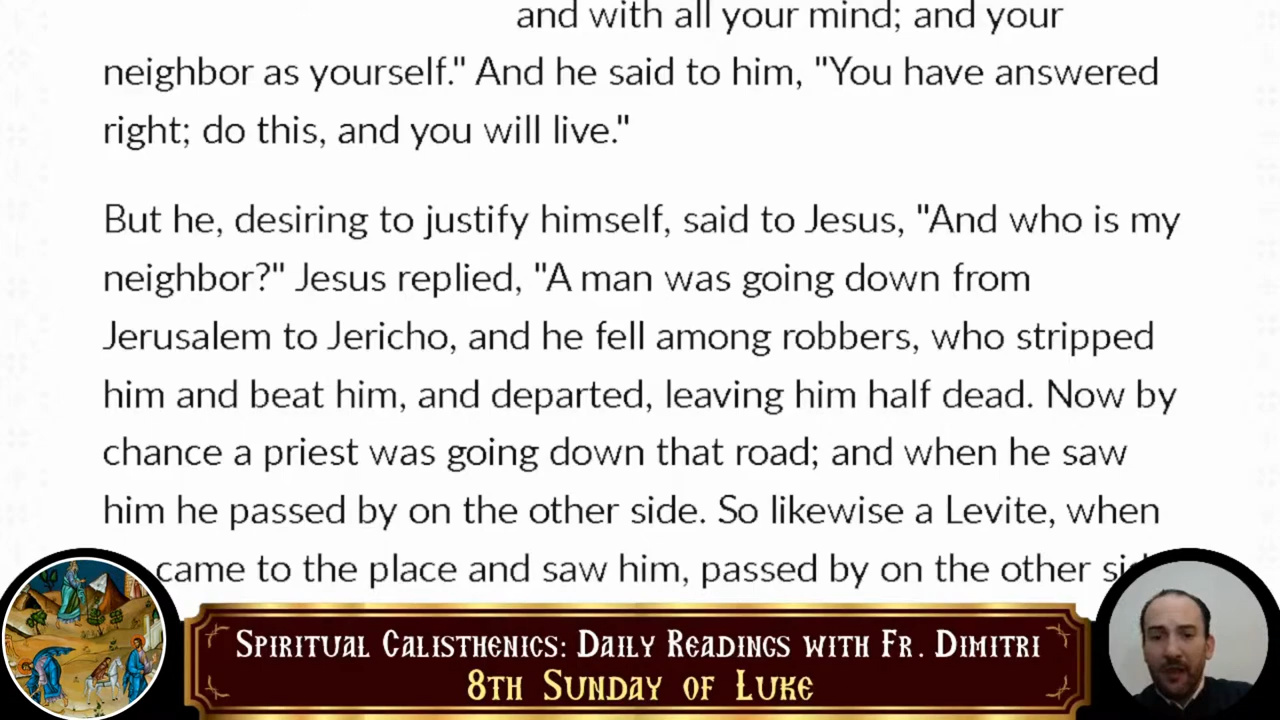 and with all your mind; and your
neighbor as yourself." And he said to him, "You have answered
right; do this, and you will live."
But he, desiring to justify himself, said to Jesus, "And who is my
neighbor?" Jesus replied, "A man was going down from
Jerusalem to Jericho, and he fell among robbers, who stripped
him and beat him, and departed, leaving him half dead. Now by
chance a priest was going down that road; and when he saw
him he passed by on the other side. So likewise a Levite, when
came to the place and saw him, passed by on the other
Spiritual Calisthenics: Daily Readings with Fr. Dimitri
8th Sunday of Luke